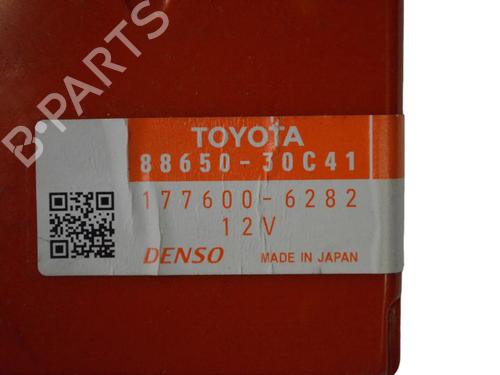 B-PARTS
TOYOTA
88650-30C41
177600-6282
12V
DENSO MADE IN JAPAN